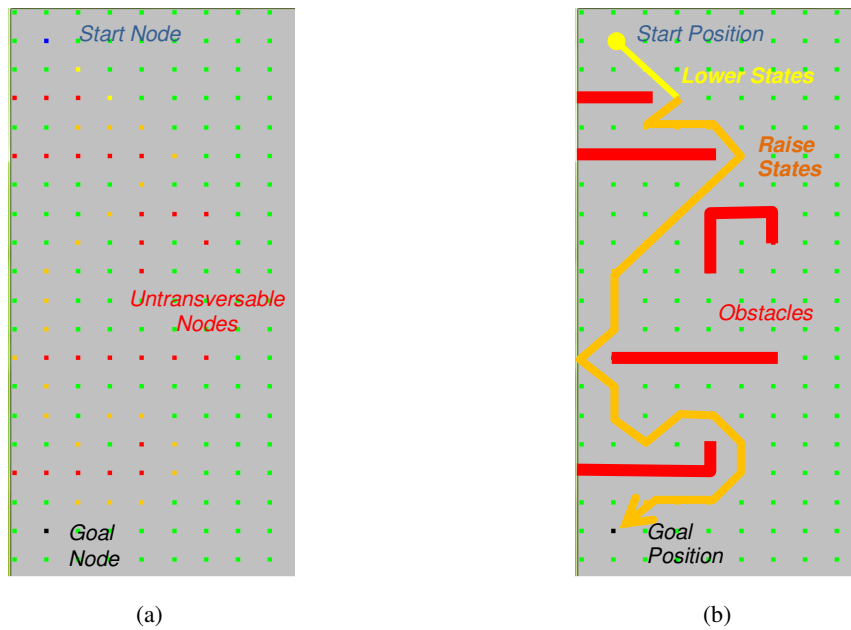 Start Node
Untransversable
Nodes
Goal
Node
(a)
Start Position
Lower States
Raise
States
Obstacles
Goal
Position
(b)